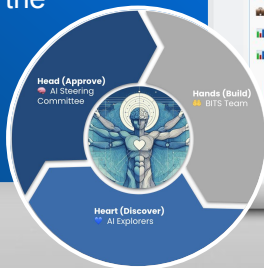 the
Head (Approve)
🧠 AI Steering
Committee
Hands (Build)
🙌 BITS Team
Heart (Discover)
💙 AI Explorers